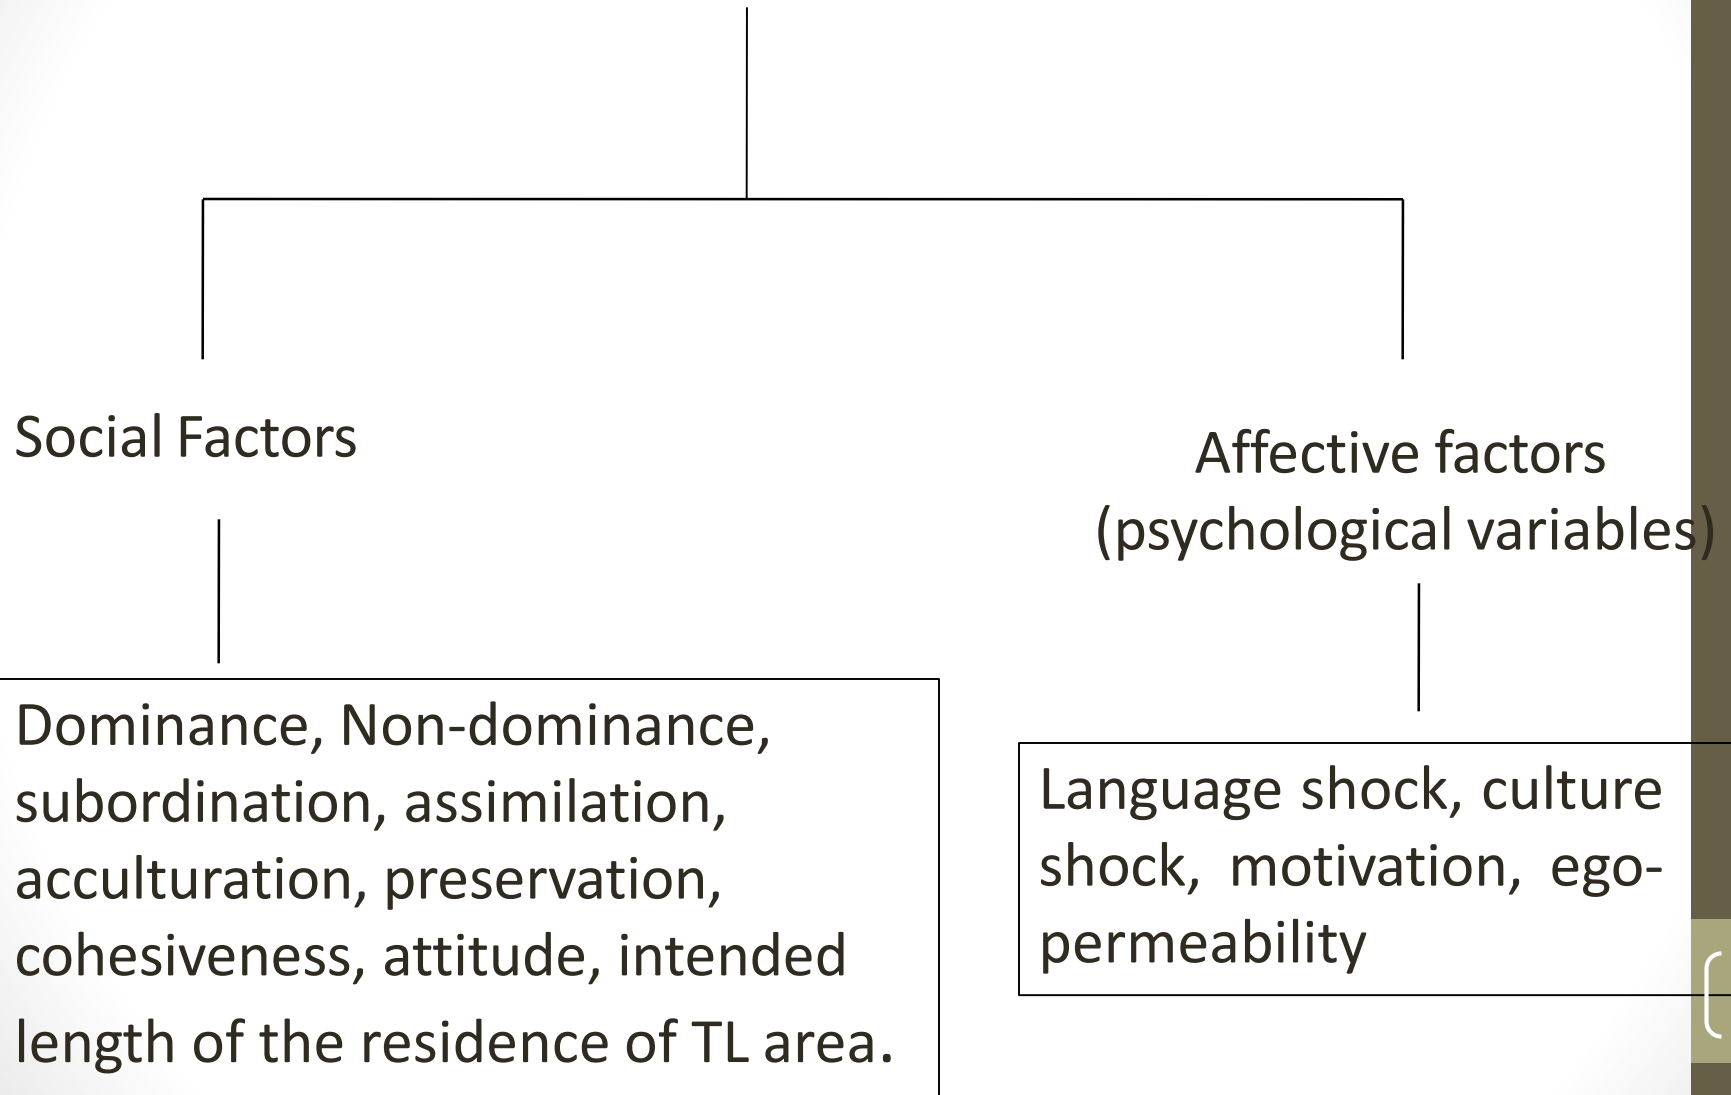 Social Factors
Affective factors
(psychological variables)
Dominance, Non-dominance,
subordination, assimilation,
acculturation, preservation,
cohesiveness, attitude, intended
length of the residence of TL area.
Language shock, culture
shock, motivation, ego-
permeability